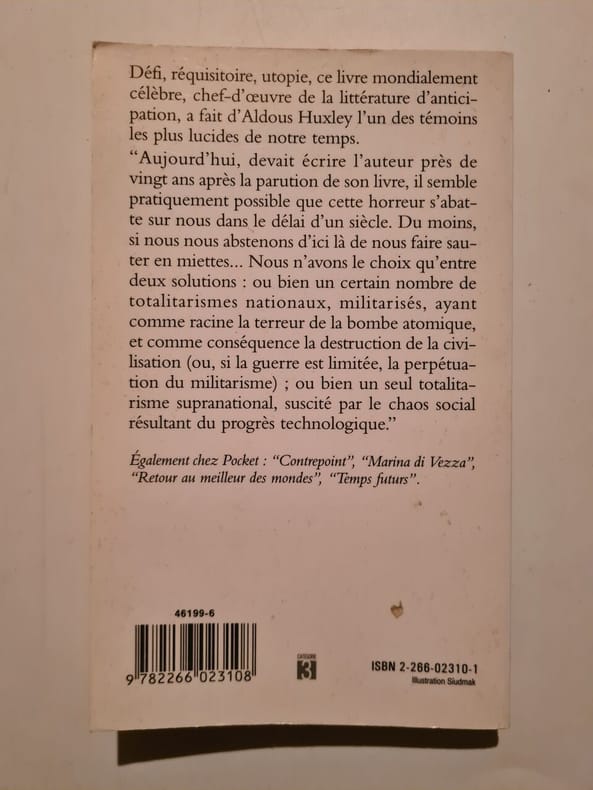 Défi, réquisitoire, utopie, ce livre mondialement
célèbre, chef-d'œuvre de la littérature d'antici-
pation, a fait d'Aldous Huxley l'un des témoins
les plus lucides de notre temps.
"Aujourd'hui, devait écrire l'auteur près de
vingt ans après la parution de son livre, il semble
pratiquement possible que cette horreur s'abat-
te sur nous dans le délai d'un siècle. Du moins,
si nous nous abstenons d'ici là de nous faire sau-
ter en miettes... Nous n'avons le choix qu'entre
deux solutions : ou bien un certain nombre de
totalitarismes nationaux, militarisés, ayant
comme racine la terreur de la bombe atomique,
et comme conséquence la destruction de la civi-
lisation (ou, si la guerre est limitée, la perpétua-
tion du militarisme) ; ou bien un seul totalita-
risme supranational, suscité par le chaos social
résultant du progrès technologique."
Également chez Pocket : "Contrepoint", "Marina di Vezza",
"Retour au meilleur des mondes", "Temps futurs".
46199-6
9 782266 023108
CATÉGORIE
3
ISBN 2-266-02310-1
Illustration Siudmak